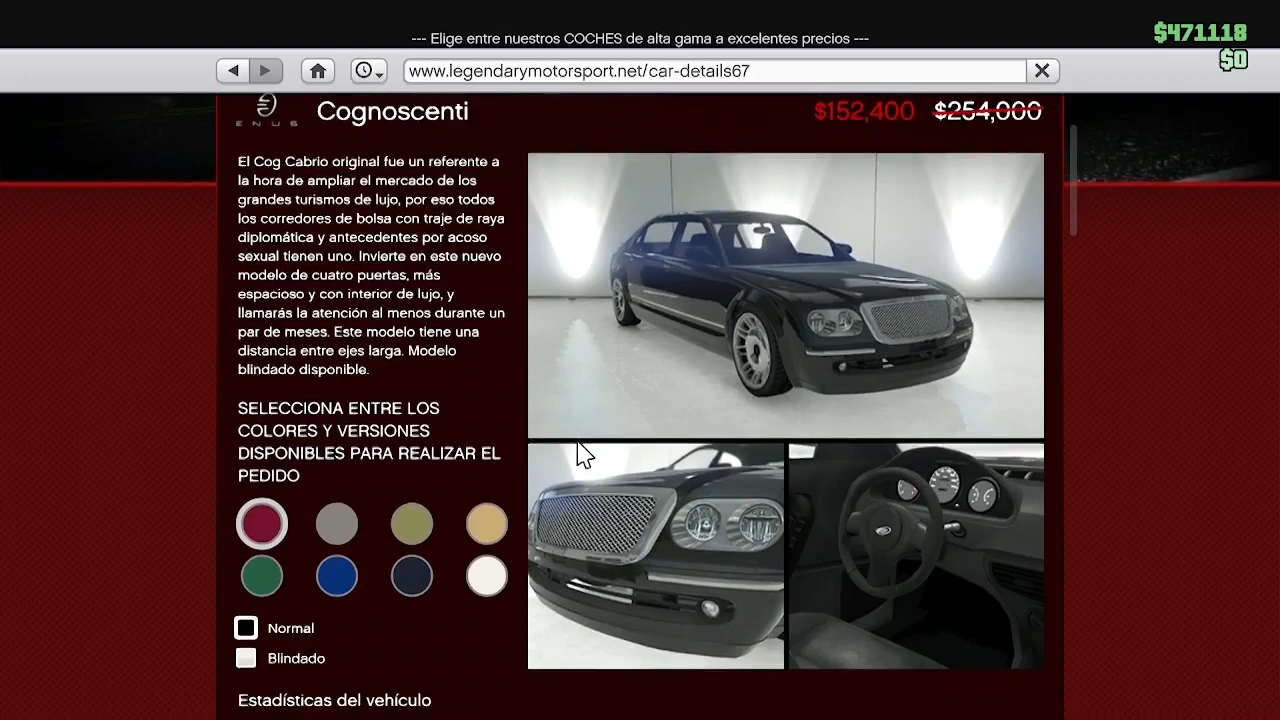 --- Elige entre nuestros COCHES de alta gama a excelentes precios ---
$471118
$0
www.legendarymotorsport.net/car-details67
ENUS
Cognoscenti
$152,400 $254,000
El Cog Cabrio original fue un referente a
la hora de ampliar el mercado de los
grandes turismos de lujo, por eso todos
los corredores de bolsa con traje de raya
diplomática y antecedentes por acoso
sexual tienen uno. Invierte en este nuevo
modelo de cuatro puertas, más
espacioso y con interior de lujo, y
llamarás la atención al menos durante un
par de meses. Este modelo tiene una
distancia entre ejes larga. Modelo
blindado disponible.
SELECCIONA ENTRE LOS
COLORES Y VERSIONES
DISPONIBLES PARA REALIZAR EL
PEDIDO
Normal
Blindado
Estadísticas del vehículo